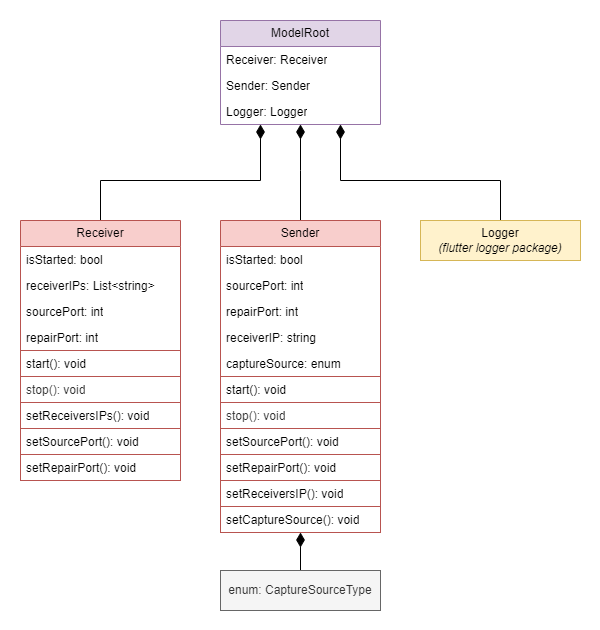 ModelRoot
Receiver: Receiver
Sender: Sender
Logger: Logger
Receiver
isStarted: bool
receiverIPs: List<string>
sourcePort: int
repairPort: int
start(): void
stop(): void
setReceiversIPs(): void
setSourcePort(): void
setRepairPort(): void
Sender
isStarted: bool
sourcePort: int
repairPort: int
receiverIP: string
captureSource: enum
start(): void
stop(): void
setSourcePort(): void
setRepairPort(): void
setReceiversIP(): void
setCaptureSource(): void
Logger
(flutter logger package)
enum: CaptureSourceType